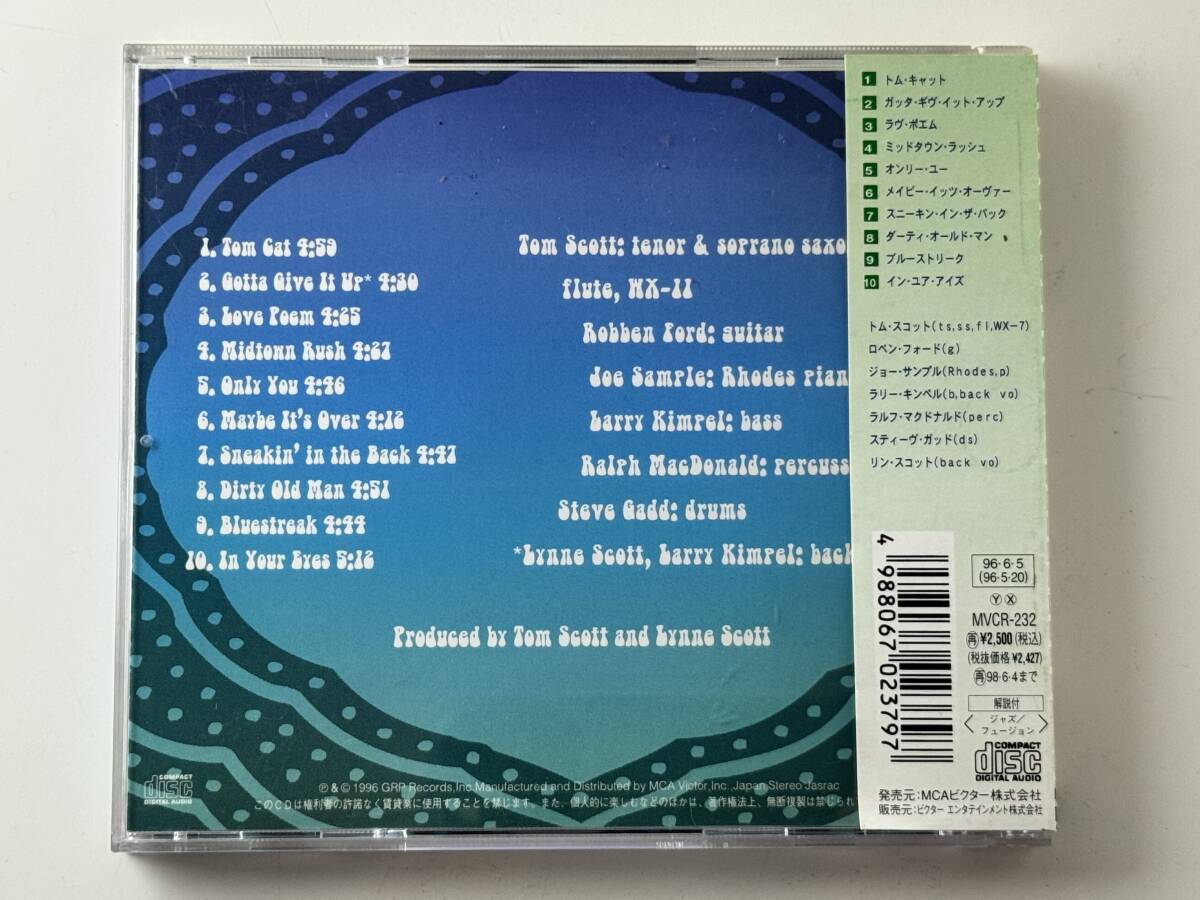 1. Tom Cat 4:59
2. Gotta Give It Up* 4:30
3. Love Poem 4:25
4. Midtown Rush 4:27
5. Only You 4:46
6. Maybe It's Over 4:12
7. Sneakin' in the Back 4:47
8. Dirty Old Man 4:51
9. Bluestreak 4:44
10. In Your Eyes 5:12
Tom Scott: tenor & soprano saxo
flute, WX-II
Robben Ford: guitar
Joe Sample: Rhodes pian
Larry Kimpel: bass
Ralph MacDonald: percuss
Steve Gadd: drums
*Lynne Scott, Larry Kimpel: back
Produced by Tom Scott and Lynne Scott
COMPACT
disc
DIGITAL AUDIO
Ⓟ & © 1996 GRP Records, Inc. Manufactured and Distributed by MCA Victor, Inc., Japan Stereo Jasrac
このCDは権利者の許諾なく賃貸業に使用することを禁じます。また、個人的に楽しむなどのほかは、著作権法上、無断複製は禁じられ
1 トム・キャット
2 ガッタ・ギヴ・イット・アップ
3 ラヴ・ポエム
4 ミッドタウン・ラッシュ
5 オンリー・ユー
6 メイビー・イッツ・オーヴァー
7 スニーキン・イン・ザ・バック
8 ダーティ・オールド・マン
9 ブルーストリーク
10 イン・ユア・アイズ
トム・スコット(ts,ss,fl,WX-7)
ロベン・フォード(g)
ジョー・サンプル(Rhodes,p)
ラリー・キンペル(b,back vo)
ラルフ・マクドナルド(perc)
スティーヴ・ガッド(ds)
リン・スコット(back vo)
4 988067 023797
96・6・5
(96・5・20)
Ⓨ Ⓧ
MVCR-232
再¥2,500(税込)
(税抜価格¥2,427)
再98・6・4まで
解説付
ジャズ/
フュージョン
COMPACT
disc
DIGITAL AUDIO
発売元:MCAビクター株式会社
販売元:ビクター エンタテインメント株式会社